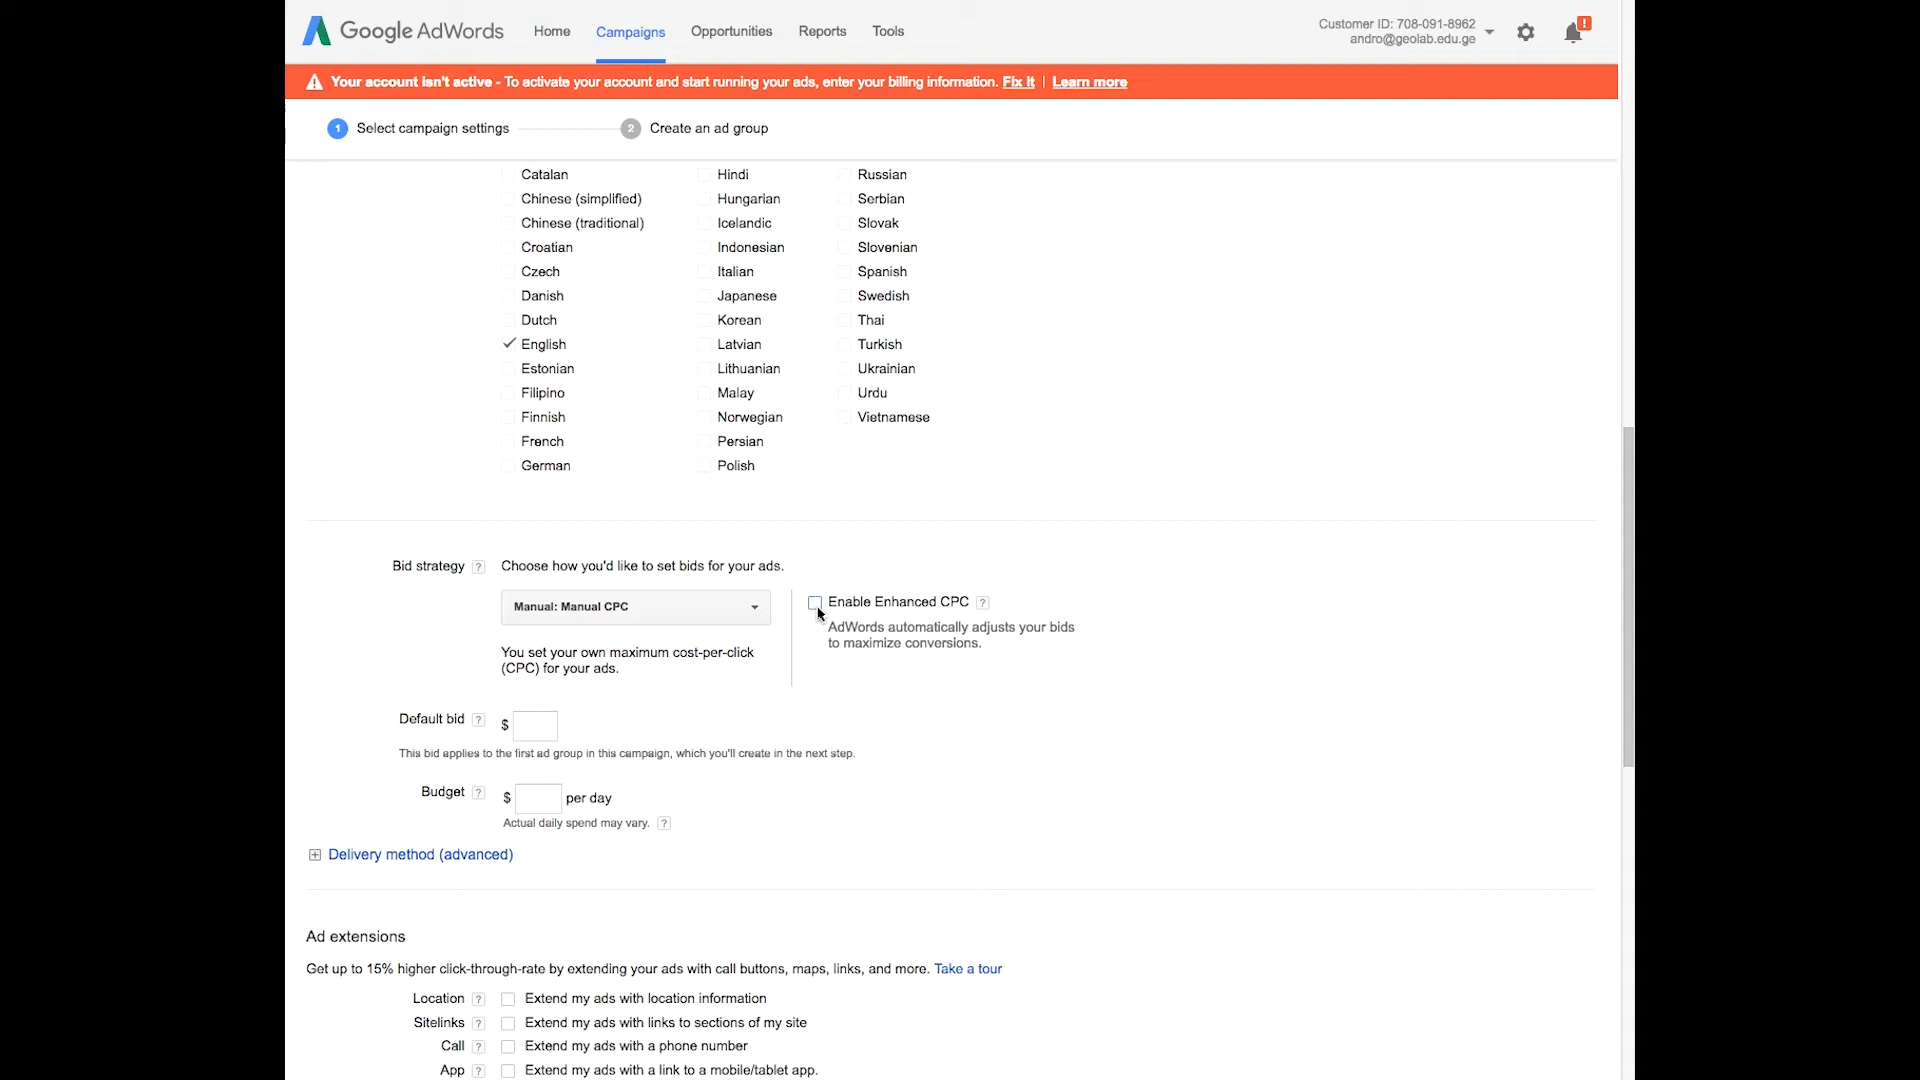 Google AdWords Home Campaigns Opportunities Reports Tools
Customer ID: 708-091-8962
andro@geolab.edu.ge
!
Your account isn't active - To activate your account and start running your ads, enter your billing information. Fix it | Learn more
1 Select campaign settings 2 Create an ad group
Catalan Hindi Russian
Chinese (simplified) Hungarian Serbian
Chinese (traditional) Icelandic Slovak
Croatian Indonesian Slovenian
Czech Italian Spanish
Danish Japanese Swedish
Dutch Korean Thai
English Latvian Turkish
Estonian Lithuanian Ukrainian
Filipino Malay Urdu
Finnish Norwegian Vietnamese
French Persian
German Polish
Bid strategy ? Choose how you'd like to set bids for your ads.
Manual: Manual CPC
You set your own maximum cost-per-click
(CPC) for your ads.
Enable Enhanced CPC ?
AdWords automatically adjusts your bids
to maximize conversions.
Default bid ? $
This bid applies to the first ad group in this campaign, which you'll create in the next step.
Budget ? $ per day
Actual daily spend may vary. ?
Delivery method (advanced)
Ad extensions
Get up to 15% higher click-through-rate by extending your ads with call buttons, maps, links, and more. Take a tour
Location ? Extend my ads with location information
Sitelinks ? Extend my ads with links to sections of my site
Call ? Extend my ads with a phone number
App ? Extend my ads with a link to a mobile/tablet app.